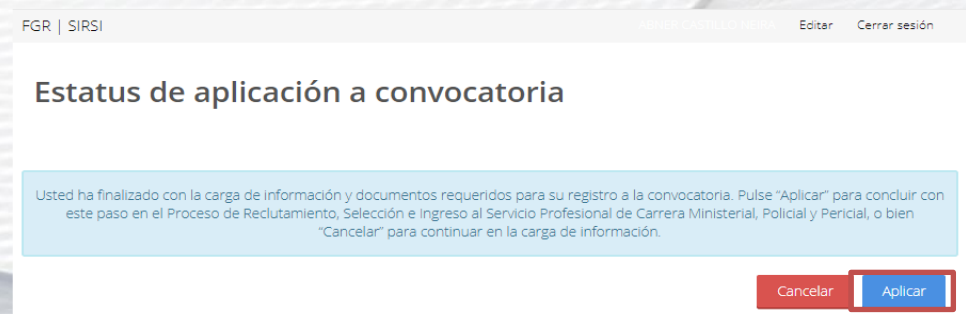 FGR | SIRSI
ABNER CASTILLO NEIRA Editar Cerrar sesión
Estatus de aplicación a convocatoria
Usted ha finalizado con la carga de información y documentos requeridos para su registro a la convocatoria. Pulse “Aplicar” para concluir con
este paso en el Proceso de Reclutamiento, Selección e Ingreso al Servicio Profesional de Carrera Ministerial, Policial y Pericial, o bien
“Cancelar” para continuar en la carga de información.
Cancelar Aplicar